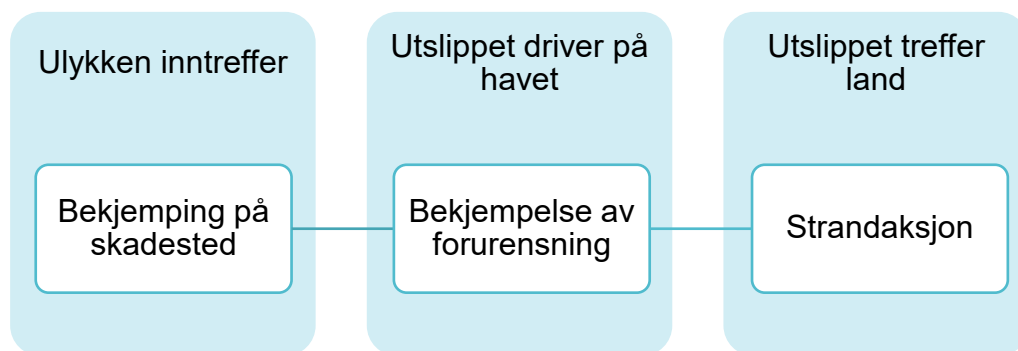 Ulykken inntreffer
Bekjemping på
skadested
Utslippet driver på
havet
Bekjempelse av
forurensning
Utslippet treffer
land
Strandaksjon